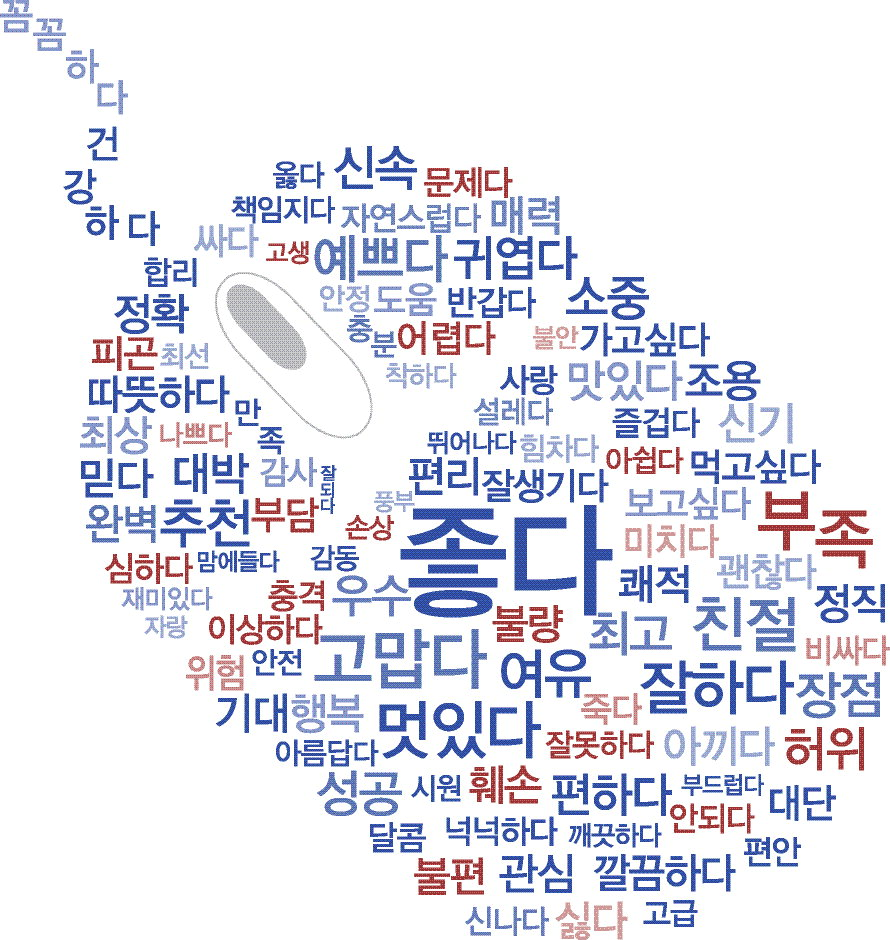 꼼꼼하다
건강하다
옳다 신속 문제다
책임지다 자연스럽다 매력
싸다 고생 예쁘다 귀엽다
합리 안정 도움 반갑다 소중
정확 충분 어렵다 불안 가고싶다
피곤 최선 착하다 사랑 맛있다 조용
따뜻하다 만족 설레다 즐겁다 신기
최상 나쁘다 뛰어나다 힘차다 아쉽다 먹고싶다
믿다 대박 감사 잘되다 편리 잘생기다
완벽 추천 부담 손상 풍부 좋다 보고싶다 부족
미치다
심하다 맘에들다 감동 쾌적 괜찮다
재미있다 충격 우수 정직
자랑 이상하다 불량 최고 친절
위험 안전 고맙다 여유 잘하다 비싸다 장점
기대 행복 멋있다 죽다
아름답다 잘못하다 아끼다 허위
성공 시원 훼손 편하다 부드럽다 대단
달콤 넉넉하다 깨끗하다 안되다
불편 관심 깔끔하다 편안
신나다 싫다 고급